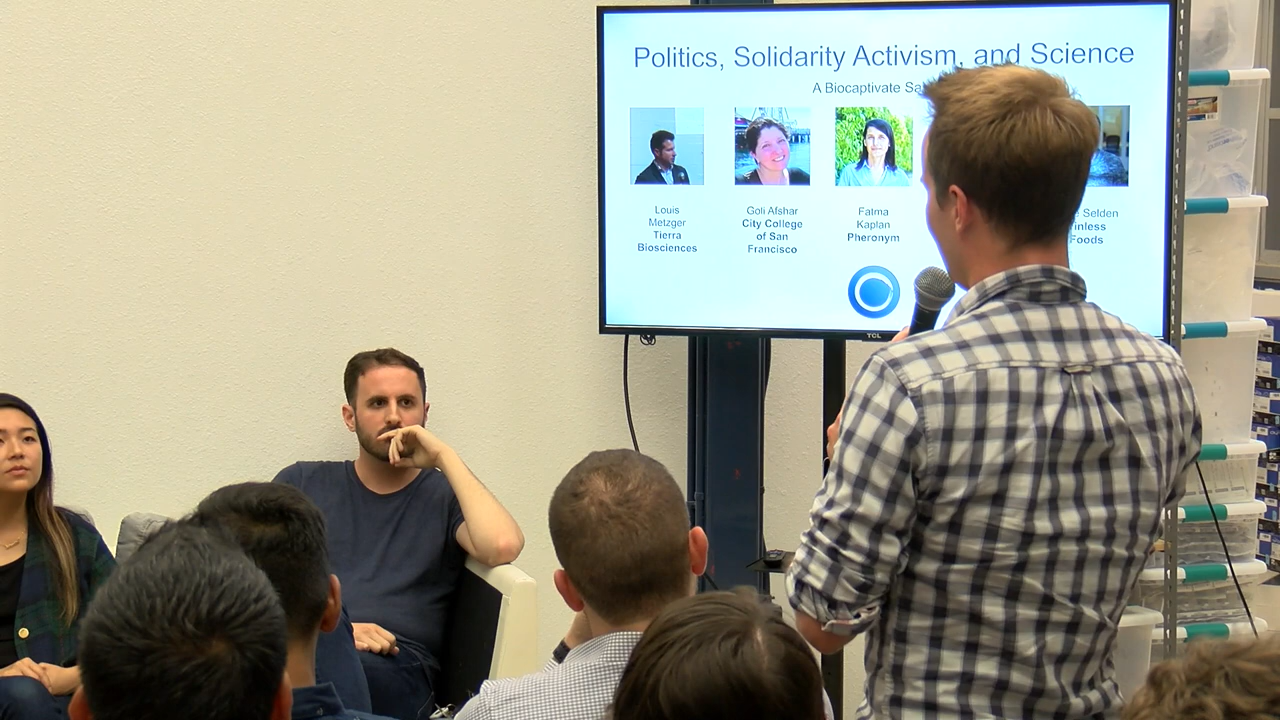 Politics, Solidarity Activism, and Science
A Biocaptivate
Louis
Metzger
Tierra
Biosciences
Goli Afshar
City College
of San
Francisco
Fatma
Kaplan
Pheronym
Selden
Foods
TCL